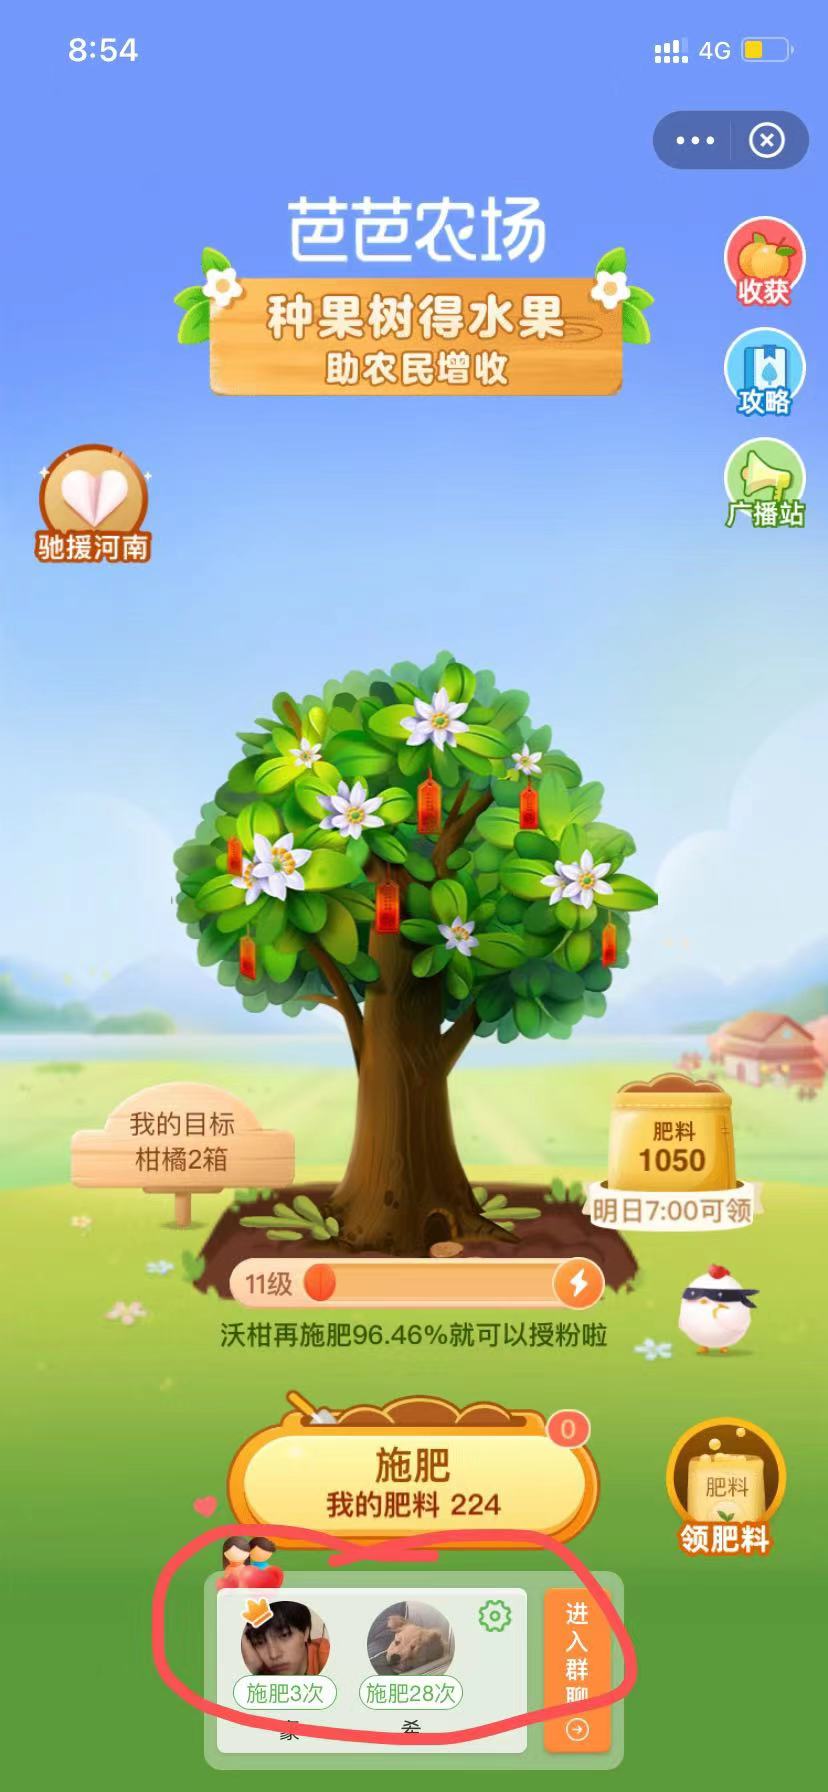 8:54
4G
芭芭农场
种果树得水果
助农民增收
收获
攻略
广播站
驰援河南
我的目标
柑橘2箱
肥料
1050
明日7:00可领
11级
沃柑再施肥96.46%就可以授粉啦
0
施肥
我的肥料 224
肥料
领肥料
施肥3次
施肥28次
进入群聊